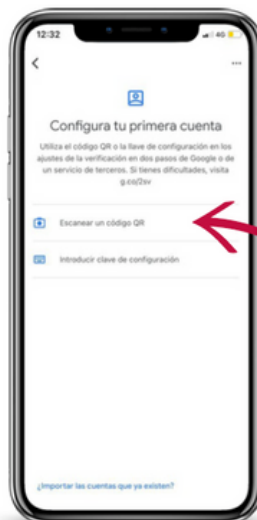 12:32
4G
Configura tu primera cuenta
Utiliza el código QR o la llave de configuración en los
ajustes de la verificación en dos pasos de Google o de
un servicio de terceros. Si tienes dificultades, visita
g.co/2sv
Escanear un código QR
Introducir clave de configuración
¿Importar las cuentas que ya existen?